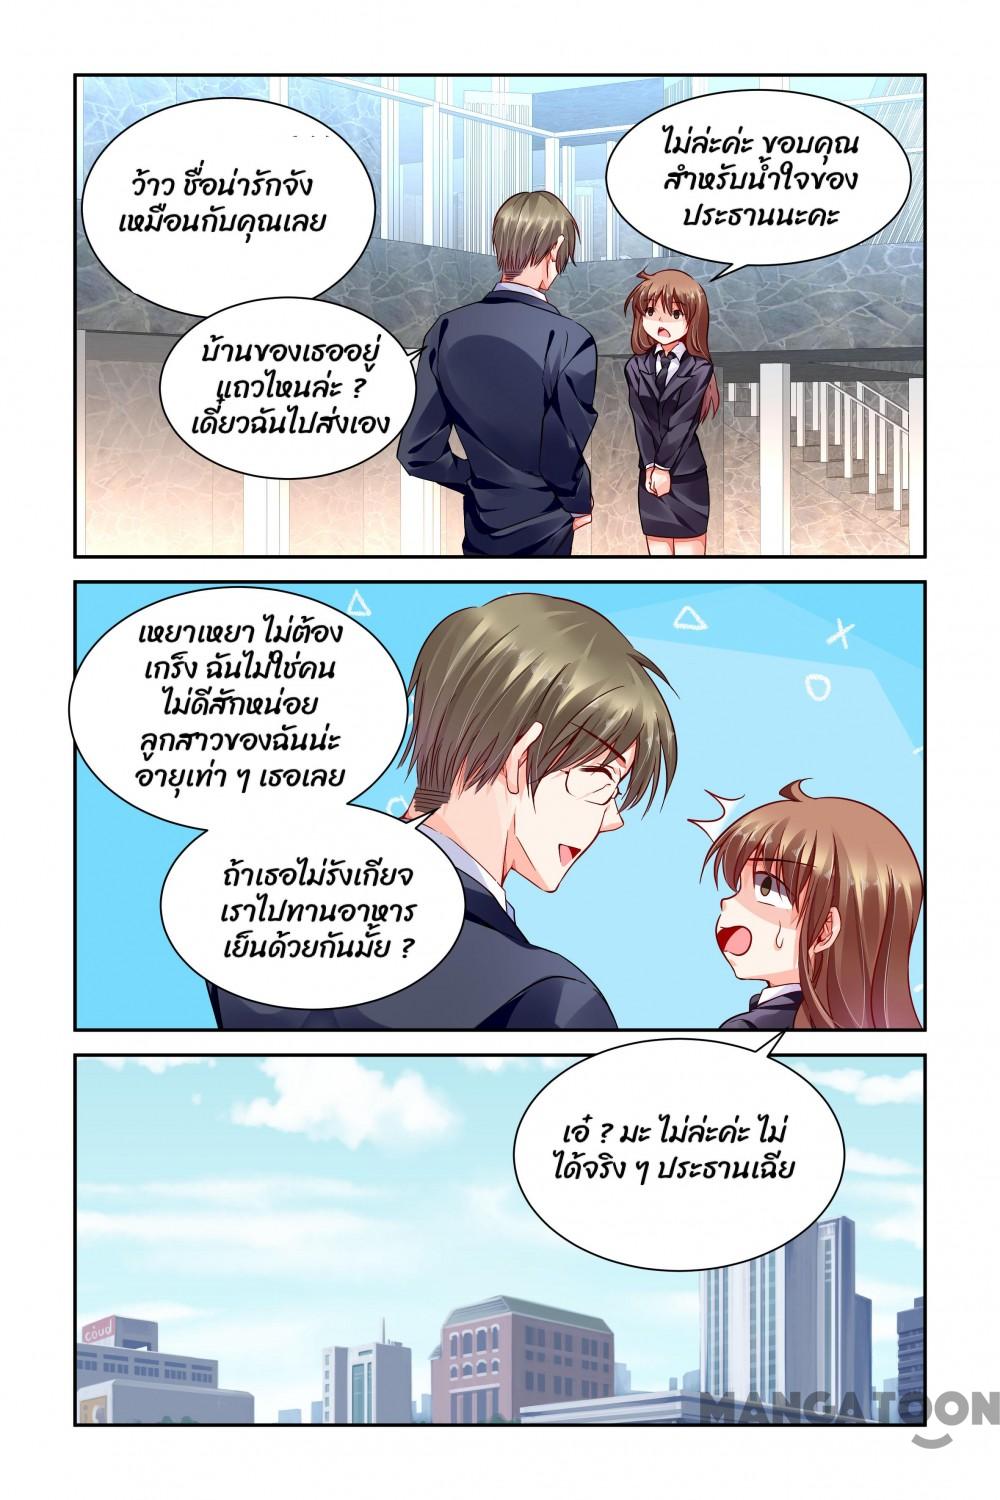 ว้าว ชื่อน่ารักจัง
เหมือนกับคุณเลย
ไม่ล่ะค่ะ ขอบคุณ
สำหรับน้ำใจของ
ประธานนะคะ
บ้านของเธออยู่
แถวไหนล่ะ ?
เดี๋ยวฉันไปส่งเอง
เหยาเหยา ไม่ต้อง
เกร็ง ฉันไม่ใช่คน
ไม่ดีสักหน่อย
ลูกสาวของฉันน่ะ
อายุเท่า ๆ เธอเลย
ถ้าเธอไม่รังเกียจ
เราไปทานอาหาร
เย็นด้วยกันมั้ย ?
เอ๋ ? มะ ไม่ล่ะค่ะ ไม่
ได้จริง ๆ ประธานเฉีย
coud
MANGATOON